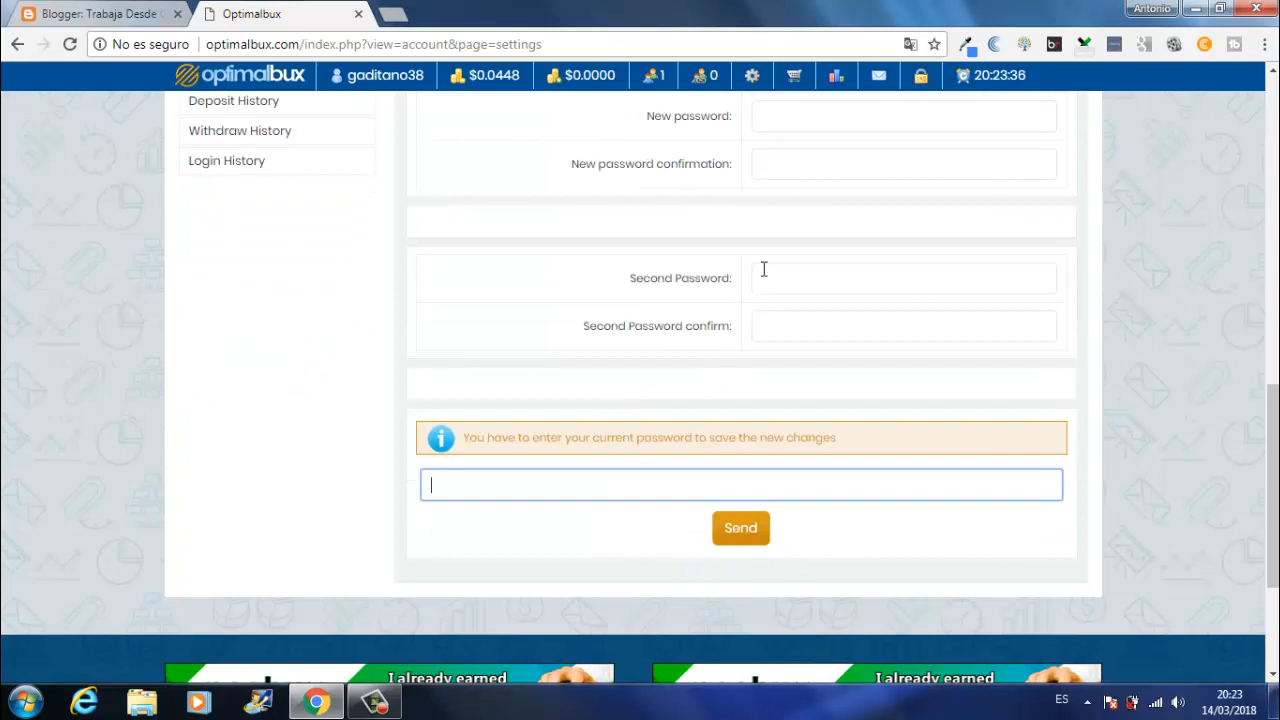 Blogger: Trabaja Desde C
Optimalbux
Antonio
No es seguro
optimalbux.com/index.php?view=account&page=settings
optimalbux
gaditano38
$0.0448
$0.0000
1
0
20:23:36
Deposit History
Withdraw History
Login History
New password:
New password confirmation:
Second Password:
Second Password confirm:
You have to enter your current password to save the new changes
Send
I already earned
I already earned
ES
20:23
14/03/2018